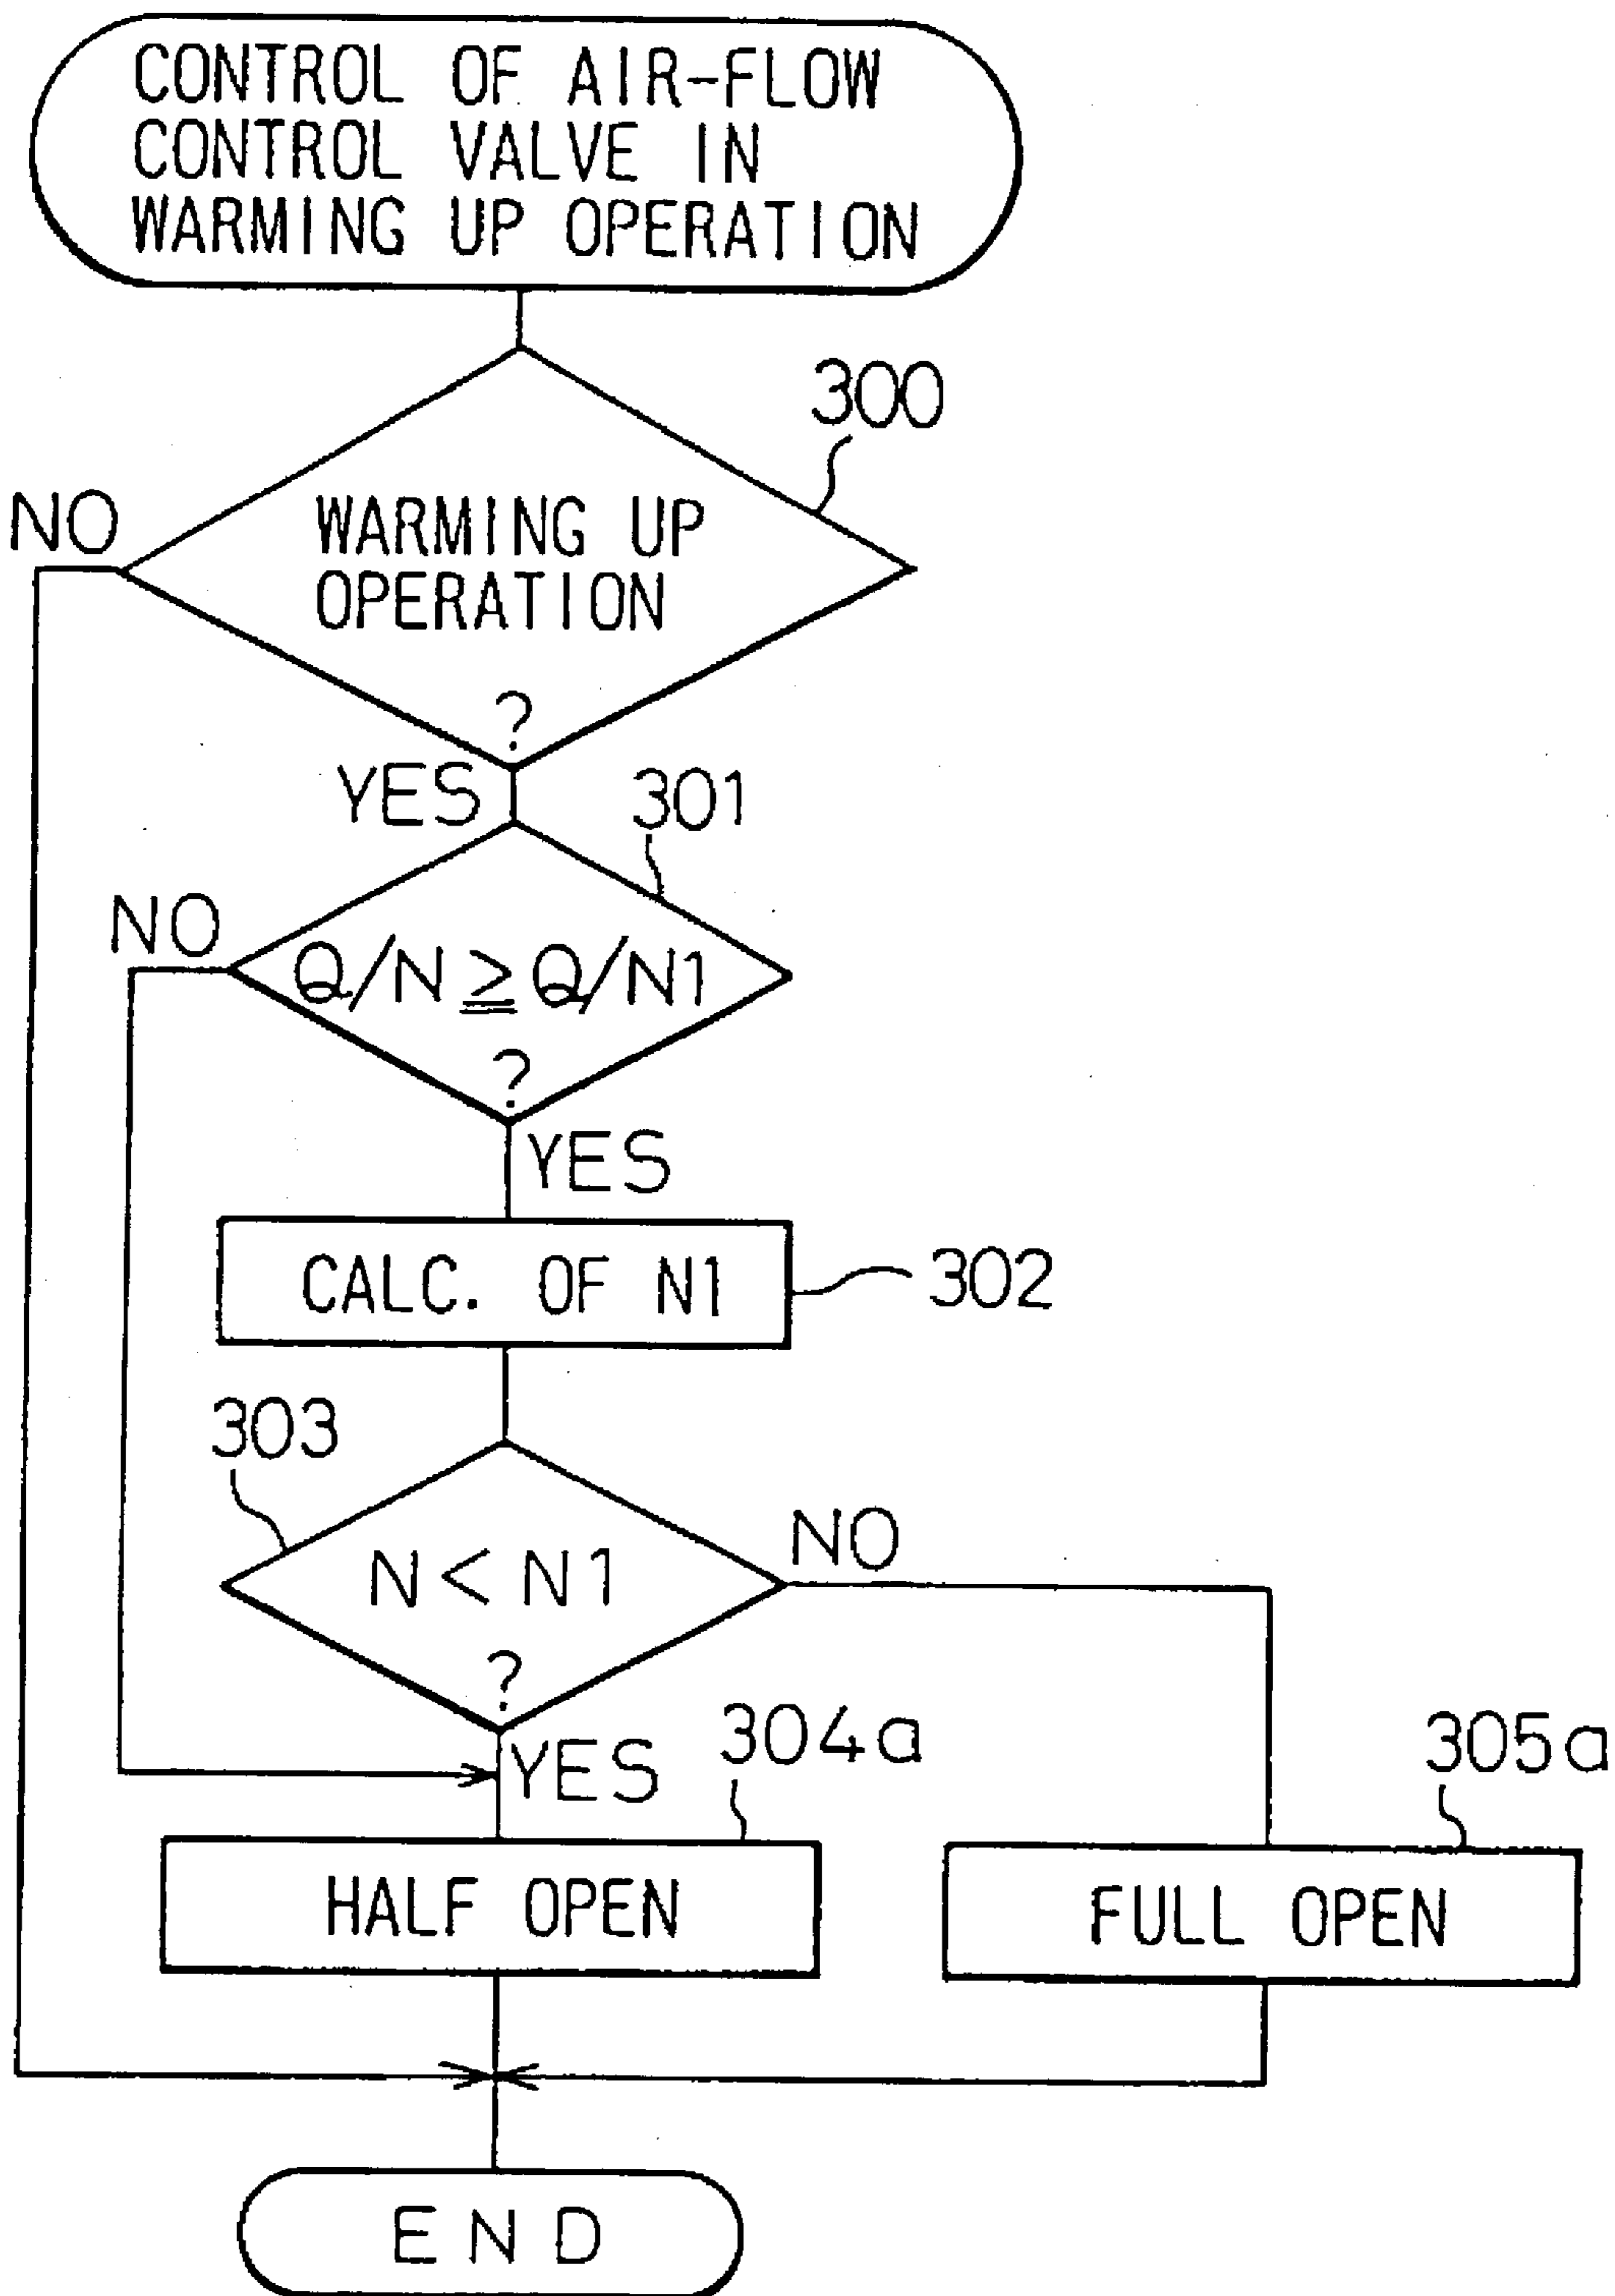 CONTROL OF AIR-FLOW
CONTROL VALVE IN
WARMING UP OPERATION
300
NO
WARMING UP
OPERATION
?
YES
301
NO
Q/N ≧ Q/N1
?
YES
CALC. OF N1
302
303
N < N1
?
NO
YES
304a
305a
HALF OPEN
FULL OPEN
END